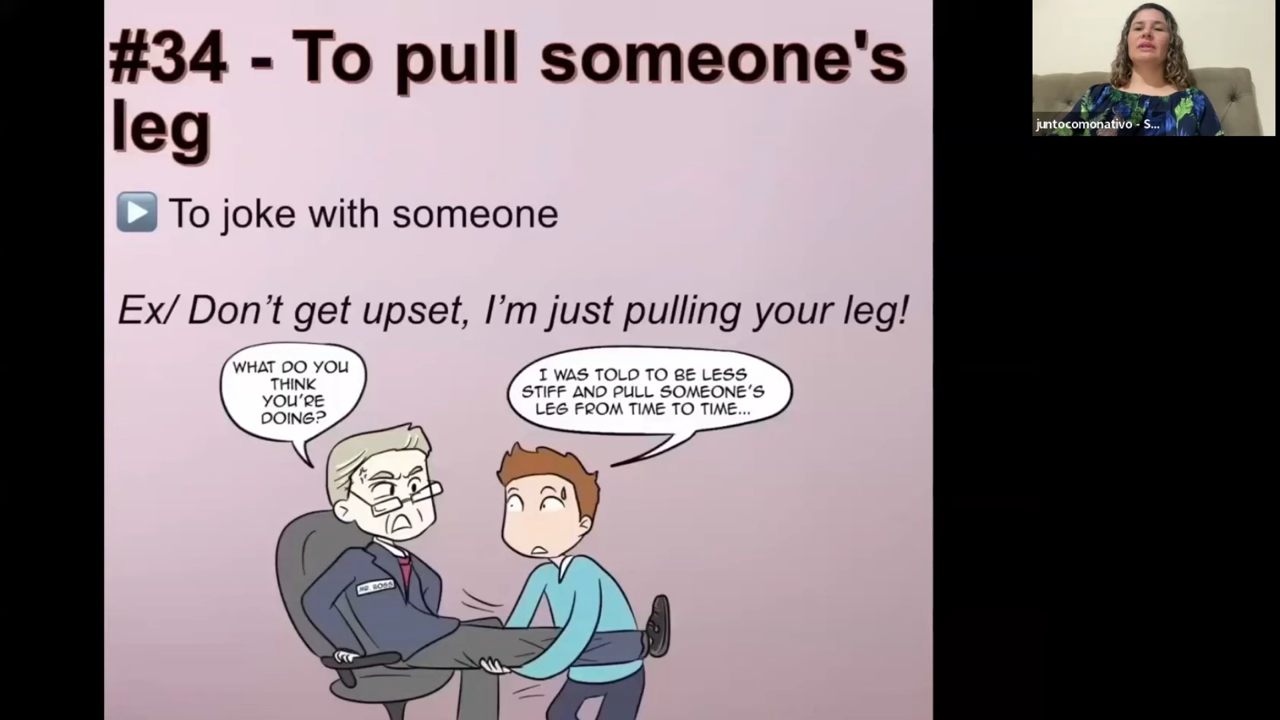 #34 - To pull someone's
leg
To joke with someone
Ex/ Don’t get upset, I’m just pulling your leg!
WHAT DO YOU
THINK
YOU'RE
DOING?
I WAS TOLD TO BE LESS
STIFF AND PULL SOMEONE'S
LEG FROM TIME TO TIME...
MR. BOSS
juntocomonativo - S...